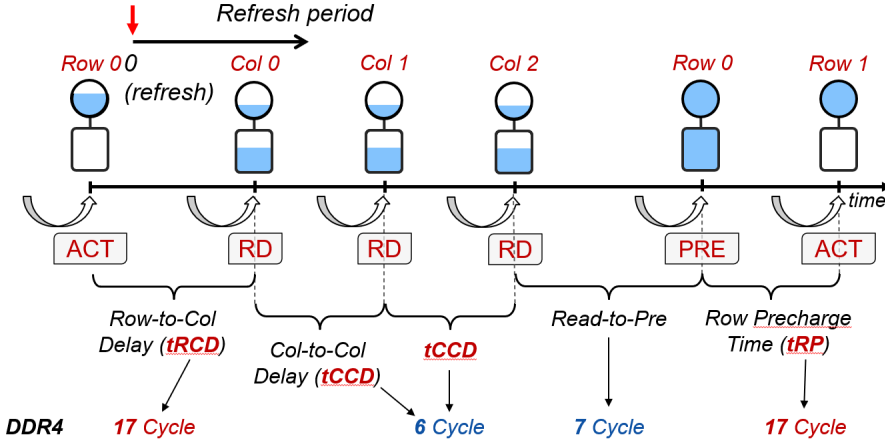 Refresh period
Row 0 0 Col 0 Col 1 Col 2 Row 0 Row 1
(refresh)
time
ACT RD RD RD PRE ACT
Row-to-Col
Delay (tRCD)
Col-to-Col
Delay (tCCD)
tCCD
Read-to-Pre
Row Precharge
Time (tRP)
DDR4 17 Cycle 6 Cycle 7 Cycle 17 Cycle